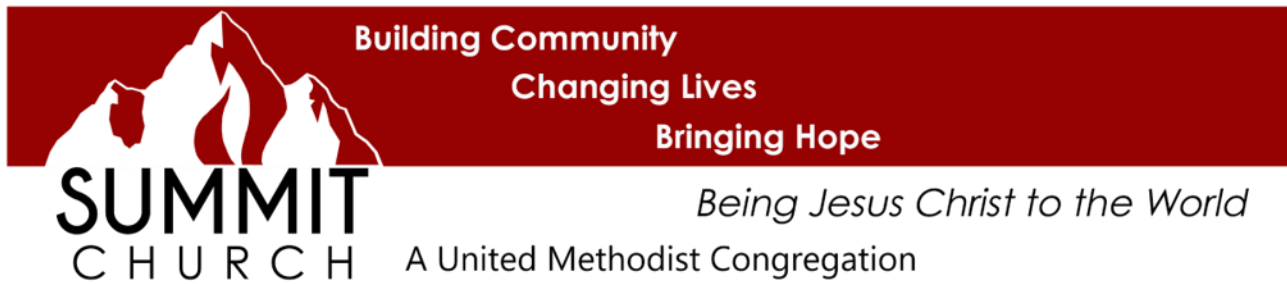 Building Community
Changing Lives
Bringing Hope
SUMMIT
CHURCH
Being Jesus Christ to the World
A United Methodist Congregation